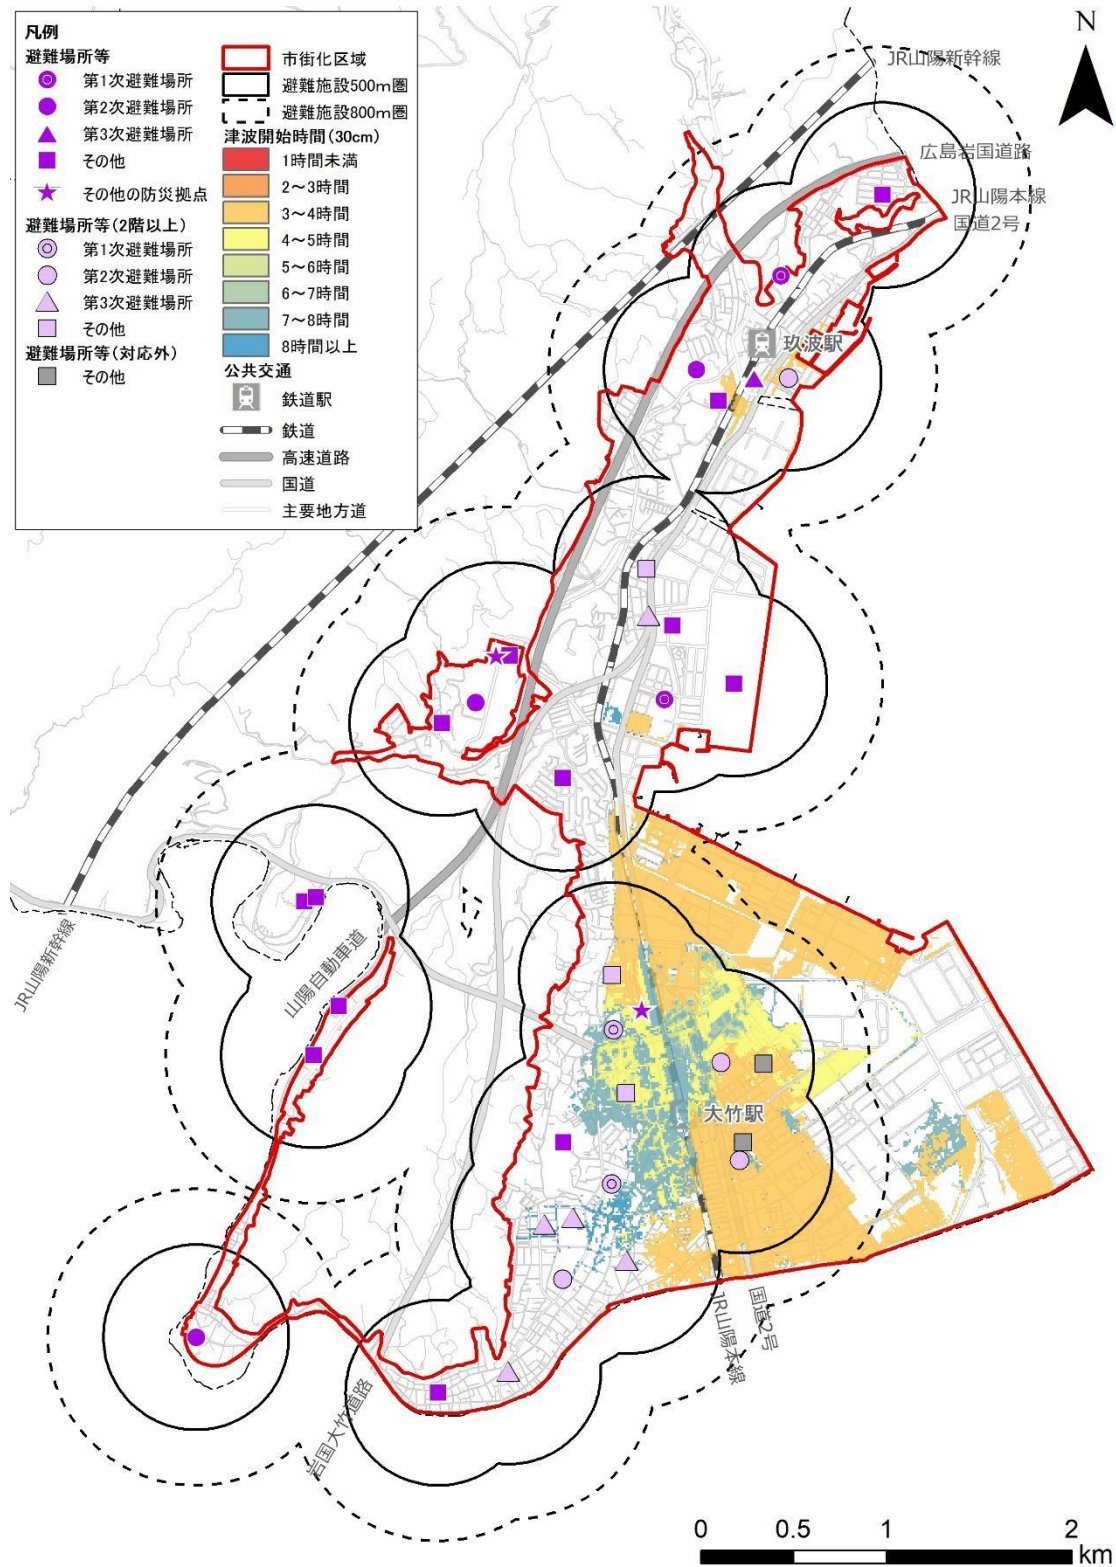 凡例
避難場所等
第1次避難場所
第2次避難場所
第3次避難場所
その他
その他の防災拠点
避難場所等(2階以上)
第1次避難場所
第2次避難場所
第3次避難場所
その他
避難場所等(対応外)
その他
市街化区域
避難施設500m圏
避難施設800m圏
津波開始時間(30cm)
1時間未満
2～3時間
3～4時間
4～5時間
5～6時間
6～7時間
7～8時間
8時間以上
公共交通
鉄道駅
鉄道
高速道路
国道
主要地方道
N
JR山陽新幹線
広島岩国道路
JR山陽本線
国道2号
玖波駅
JR山陽新幹線
山陽自動車道
大竹駅
岩国大竹道路
JR山陽本線
国道2号
0 0.5 1 2
km